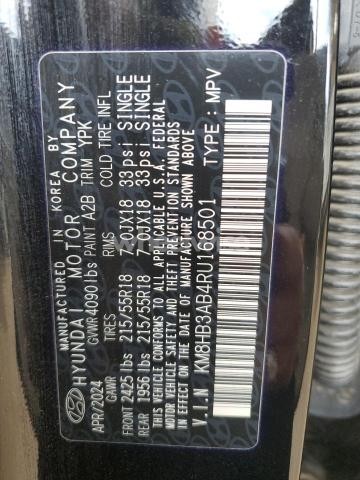 MANUFACTURED IN KOREA BY
HYUNDAI MOTOR COMPANY
APR/2024 GVWR 4090 lbs PAINT A2B TRIM YPK
GAWR TIRES RIMS COLD TIRE INFL
FRONT 2425 lbs 215/55R18 7.0JX18 33psi SINGLE
REAR 1956 lbs 215/55R18 7.0JX18 33psi SINGLE
THIS VEHICLE CONFORMS TO ALL APPLICABLE U.S.A. FEDERAL
MOTOR VEHICLE SAFETY, BUMPER, AND THEFT PREVENTION STANDARDS
IN EFFECT ON THE DATE OF MANUFACTURE SHOWN ABOVE.
V.I.N: KM8HB3AB4RU168501 TYPE: MPV